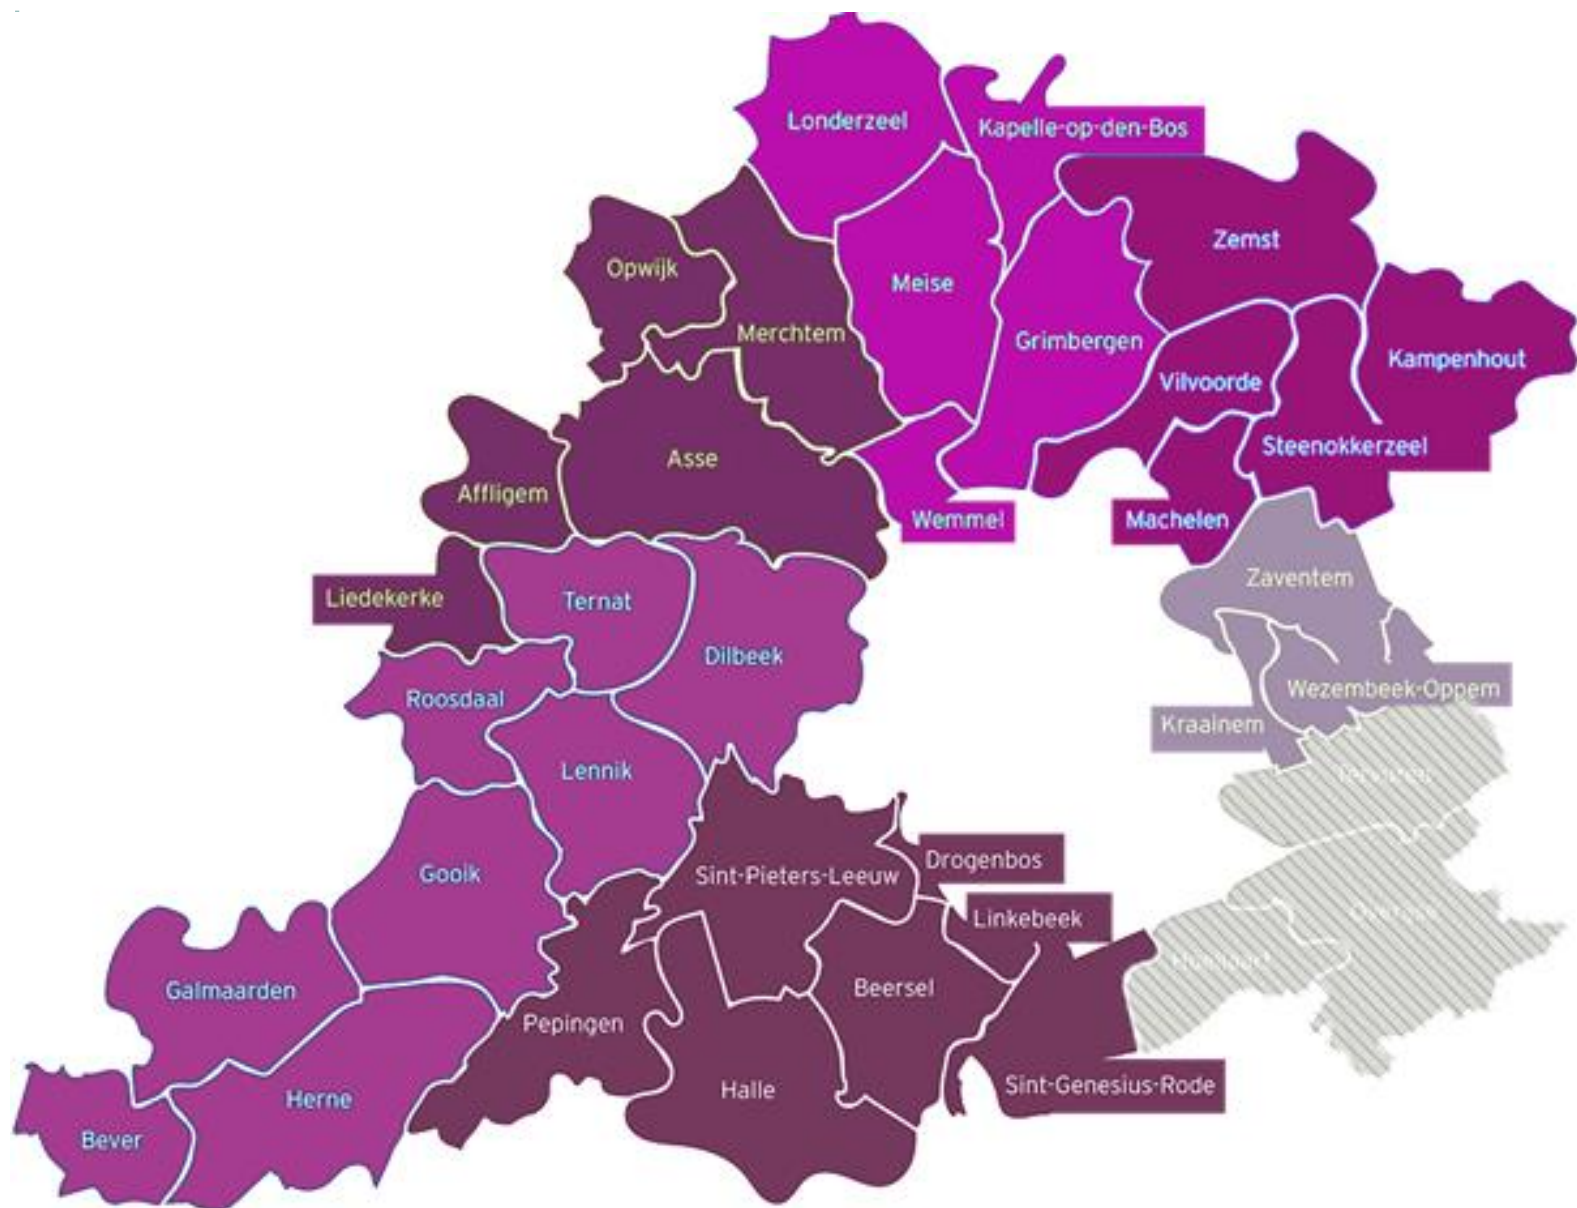 Londerzeel
Kapelle-op-den-Bos
Zemst
Opwijk
Meise
Merchtem
Grimbergen
Kampenhout
Vilvoorde
Steenokkerzeel
Asse
Affligem
Wemmel
Machelen
Zaventem
Liedekerke
Ternat
Dilbeek
Wezembeek-Oppem
Roosdaal
Kraainem
Lennik
Gooik
Sint-Pieters-Leeuw
Drogenbos
Linkebeek
Galmaarden
Beersel
Pepingen
Halle
Sint-Genesius-Rode
Herne
Bever